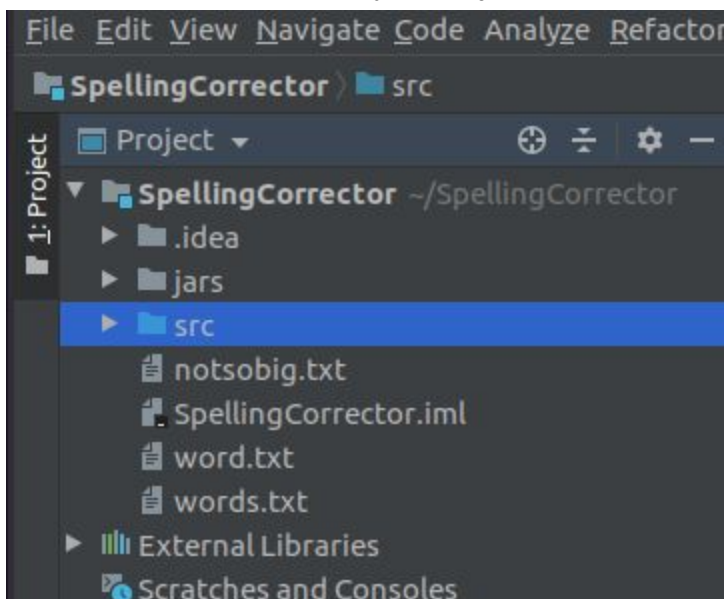 File Edit View Navigate Code Analyze Refactor
SpellingCorrector src
1: Project
Project
SpellingCorrector ~/SpellingCorrector
.idea
jars
src
notsobig.txt
SpellingCorrector.iml
word.txt
words.txt
External Libraries
Scratches and Consoles